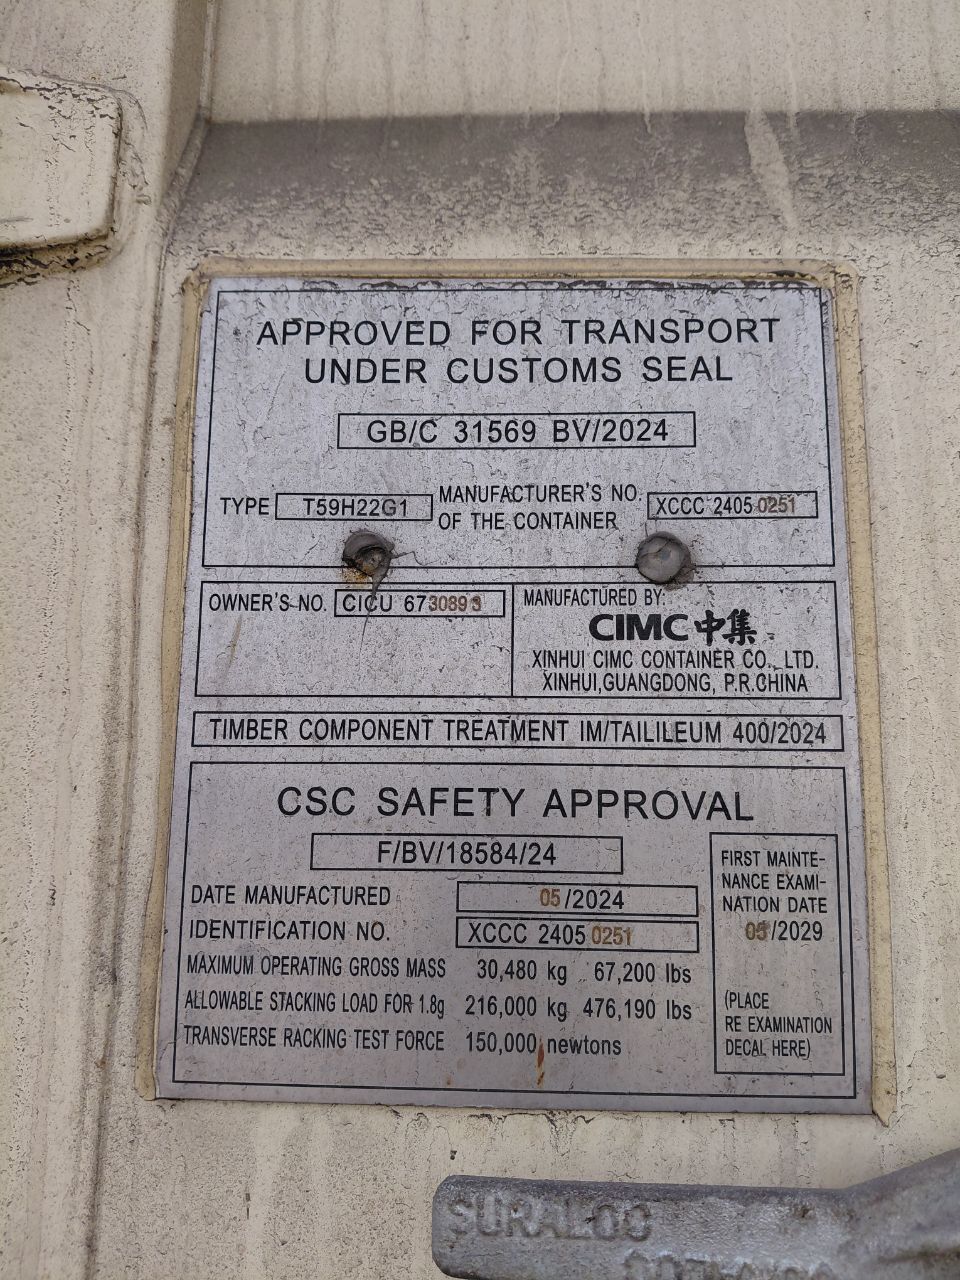 APPROVED FOR TRANSPORT
UNDER CUSTOMS SEAL
GB/C 31569 BV/2024
TYPE T59H22G1
MANUFACTURER'S NO.
OF THE CONTAINER
XCCC 2405 0251
OWNER'S NO. CICU 6730893
MANUFACTURED BY:
CIMC 中集
XINHUI CIMC CONTAINER CO., LTD.
XINHUI,GUANGDONG, P.R.CHINA
TIMBER COMPONENT TREATMENT IM/TAILILEUM 400/2024
CSC SAFETY APPROVAL
F/BV/18584/24
DATE MANUFACTURED 05/2024
IDENTIFICATION NO. XCCC 2405 0251
MAXIMUM OPERATING GROSS MASS 30,480 kg 67,200 lbs
ALLOWABLE STACKING LOAD FOR 1.8g 216,000 kg 476,190 lbs
TRANSVERSE RACKING TEST FORCE 150,000 newtons
FIRST MAINTE-
NANCE EXAMI-
NATION DATE
05/2029
(PLACE
RE EXAMINATION
DECAL HERE)
SURALOC